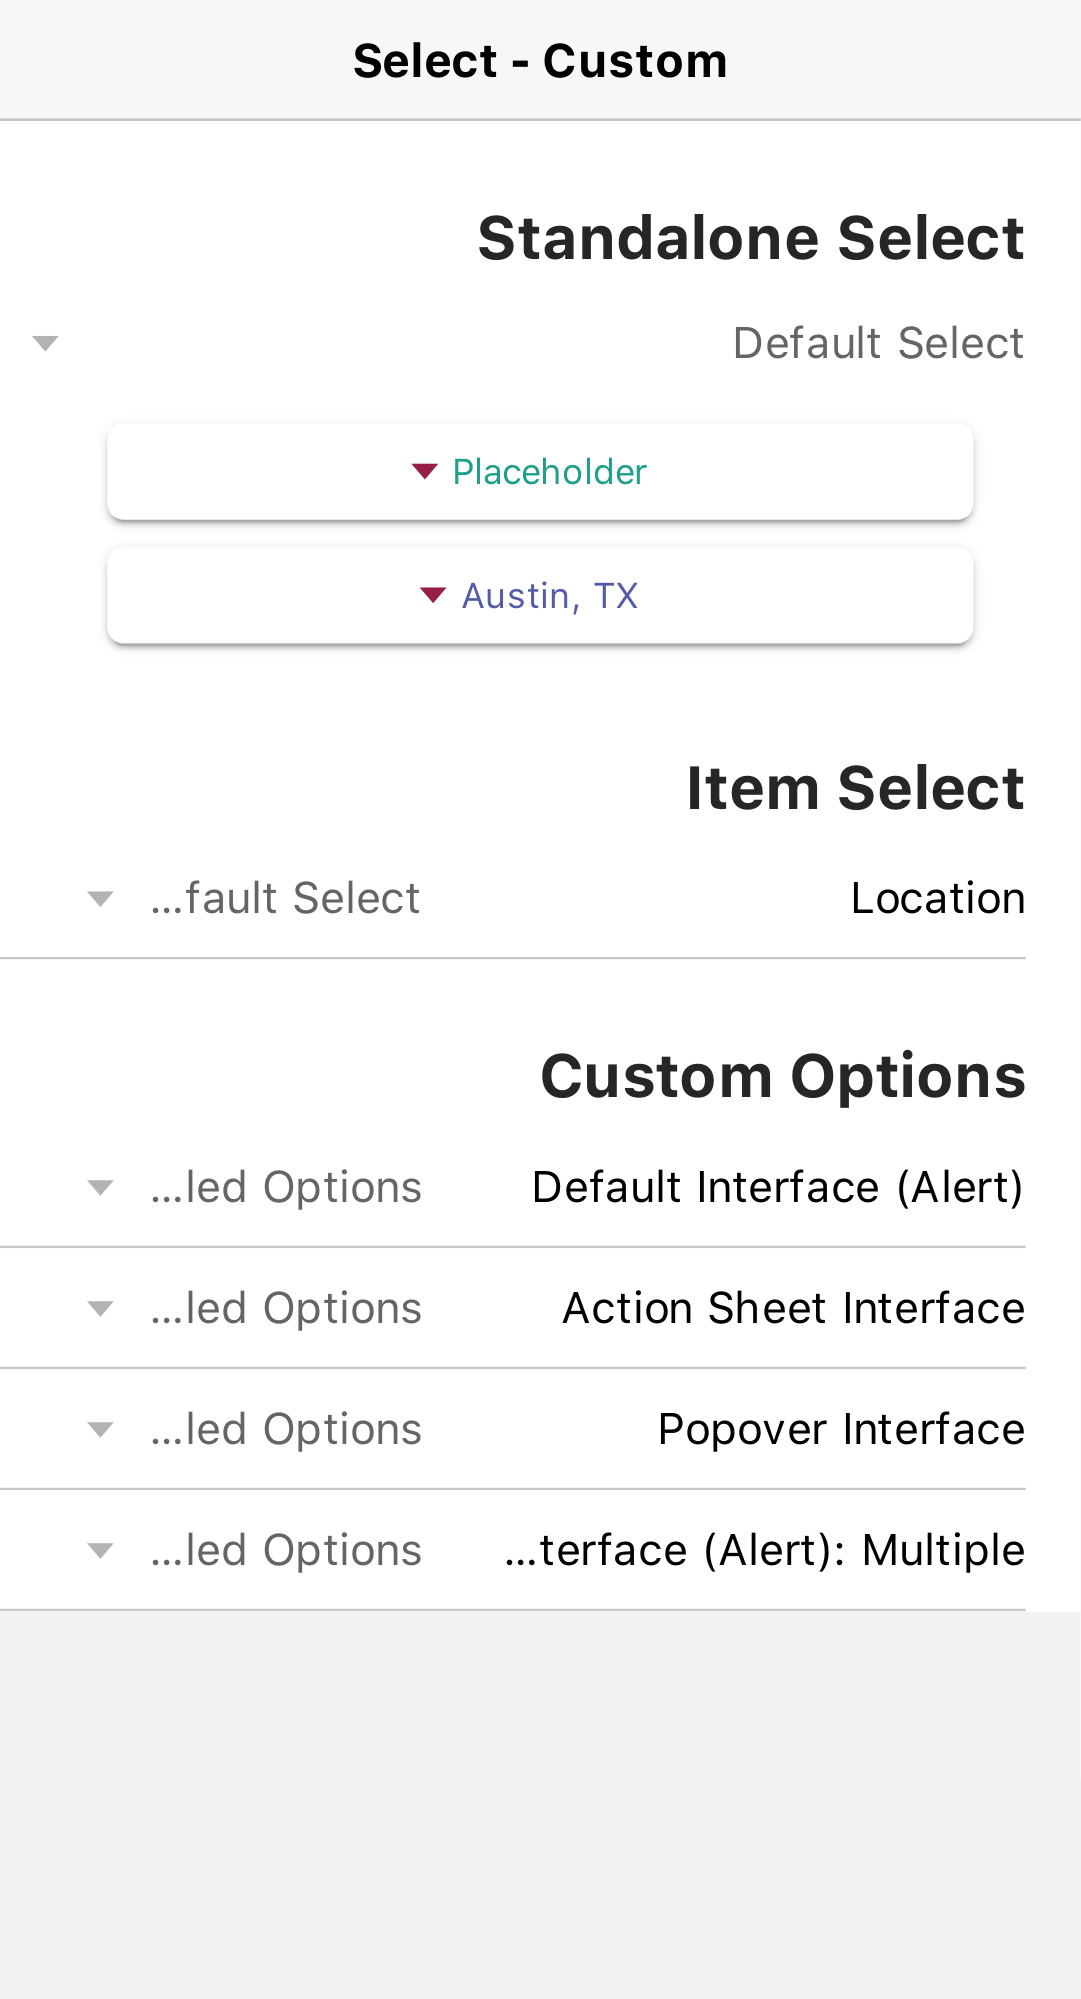 Select - Custom
Standalone Select
Default Select
Placeholder
Austin, TX
Item Select
Location
...fault Select
Custom Options
Default Interface (Alert)
...led Options
Action Sheet Interface
...led Options
Popover Interface
...led Options
...terface (Alert): Multiple
...led Options